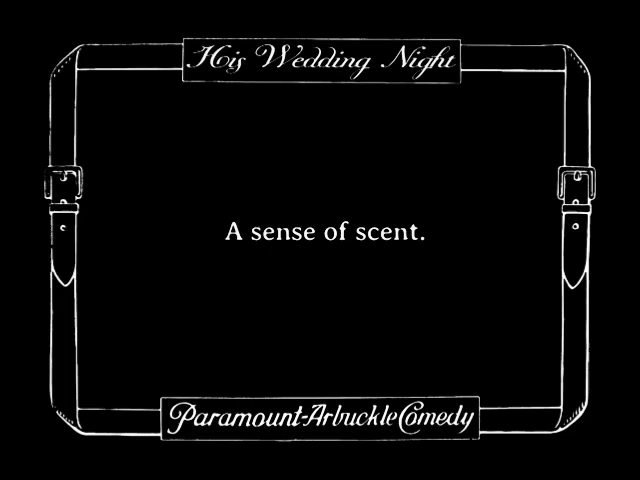 His Wedding Night
A sense of scent.
Paramount-Arbuckle Comedy